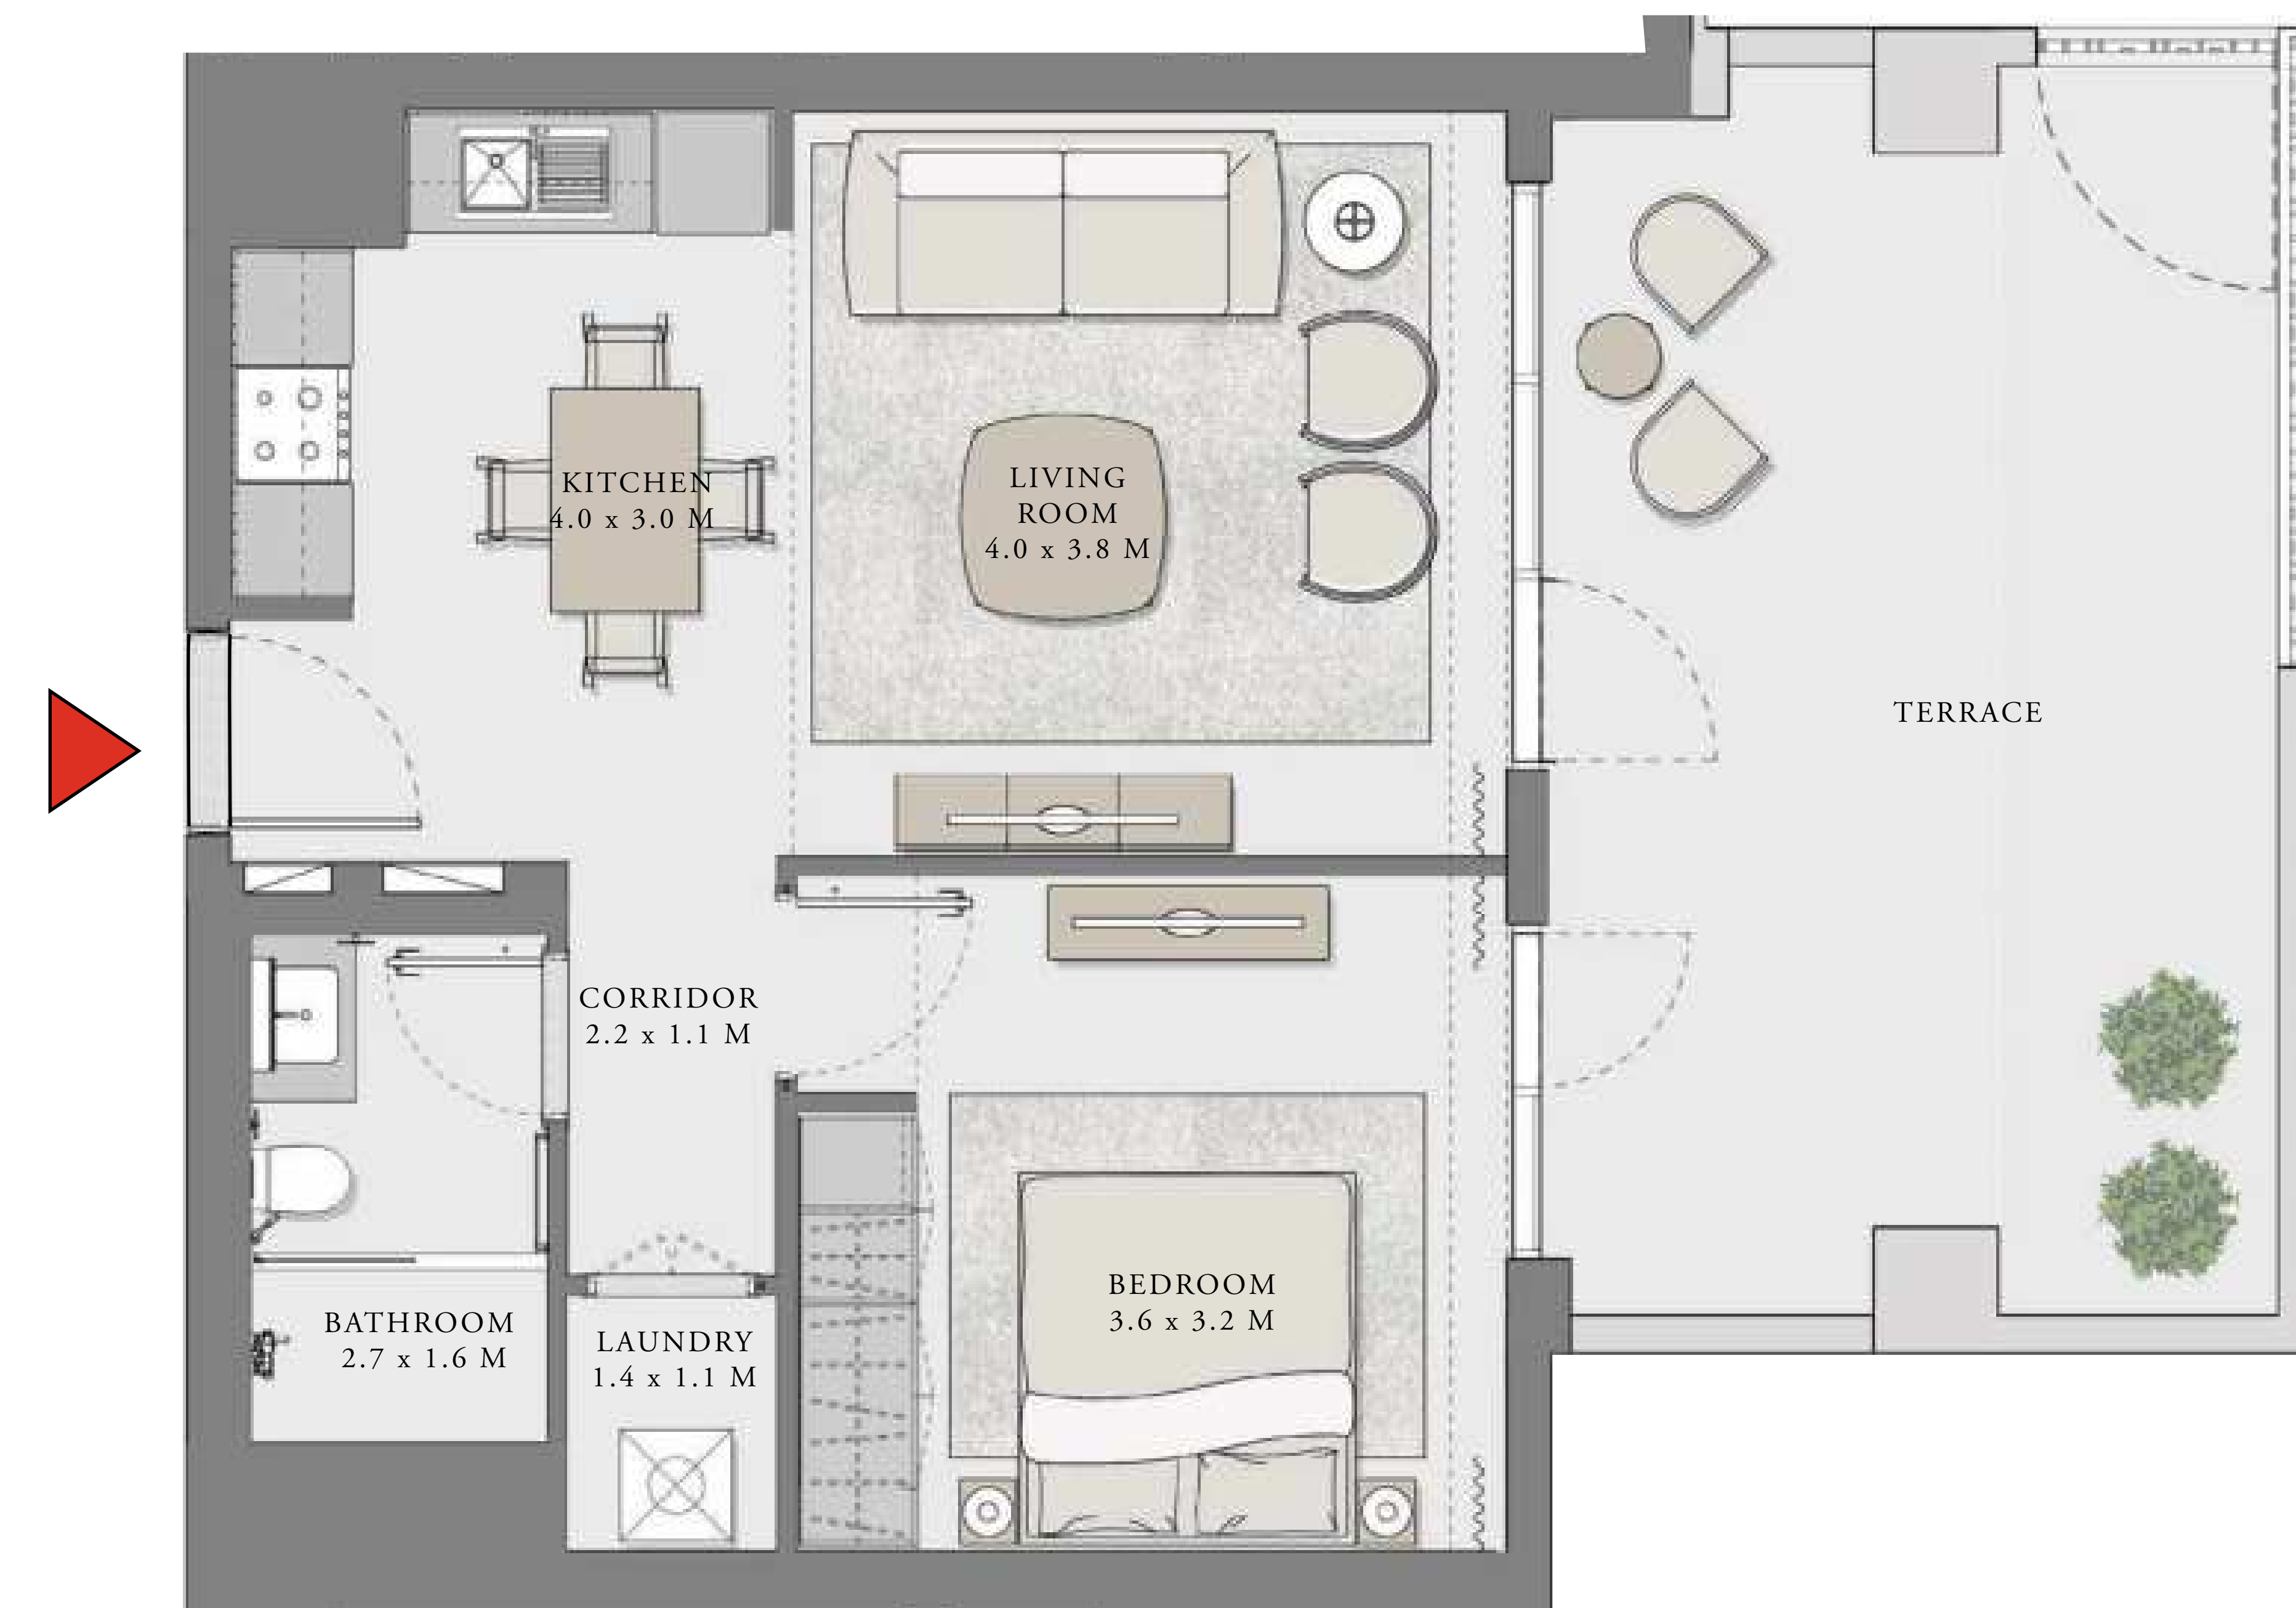 KITCHEN
4.0 x 3.0 M
LIVING
ROOM
4.0 x 3.8 M
TERRACE
CORRIDOR
2.2 x 1.1 M
BATHROOM
2.7 x 1.6 M
LAUNDRY
1.4 x 1.1 M
BEDROOM
3.6 x 3.2 M